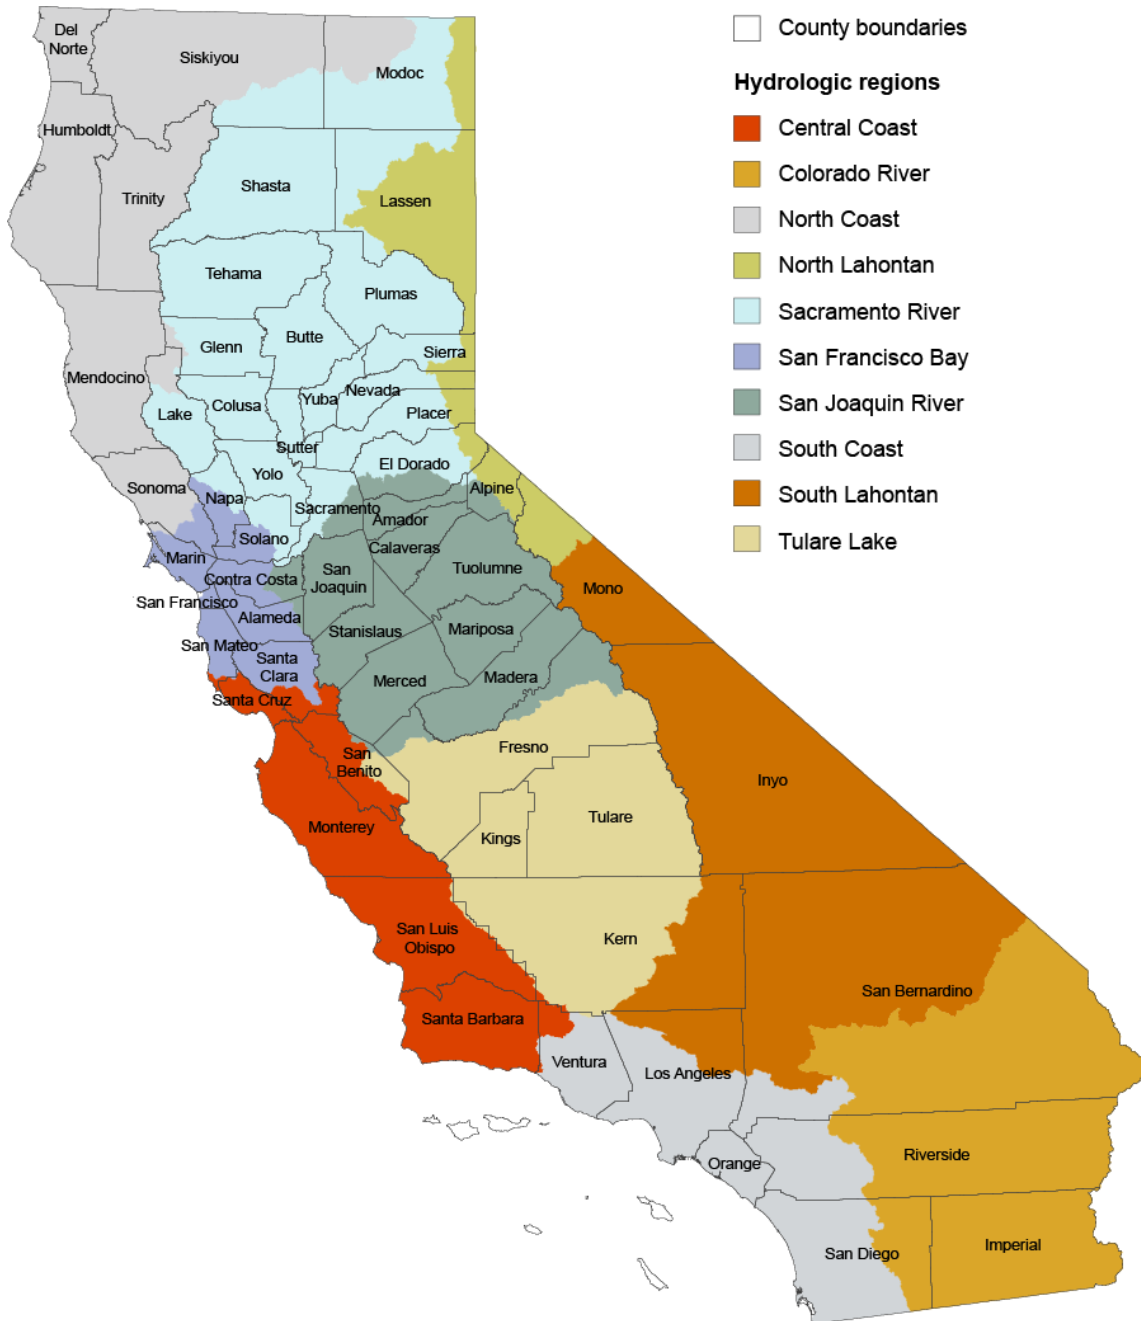 County boundaries
Hydrologic regions
Central Coast
Colorado River
North Coast
North Lahontan
Sacramento River
San Francisco Bay
San Joaquin River
South Coast
South Lahontan
Tulare Lake
Del
Norte
Siskiyou
Modoc
Humboldt
Trinity
Shasta
Lassen
Tehama
Plumas
Glenn
Butte
Sierra
Mendocino
Lake
Colusa
Yuba
Nevada
Placer
Sutter
Yolo
El Dorado
Sonoma
Napa
Sacramento
Alpine
Amador
Solano
Marin
Calaveras
Contra Costa
San
Joaquin
Tuolumne
San Francisco
Alameda
Stanislaus
Mariposa
San Mateo
Santa
Clara
Merced
Madera
Mono
Santa Cruz
San
Benito
Fresno
Inyo
Monterey
Kings
Tulare
San Luis
Obispo
Kern
San Bernardino
Santa Barbara
Ventura
Los Angeles
Orange
Riverside
San Diego
Imperial